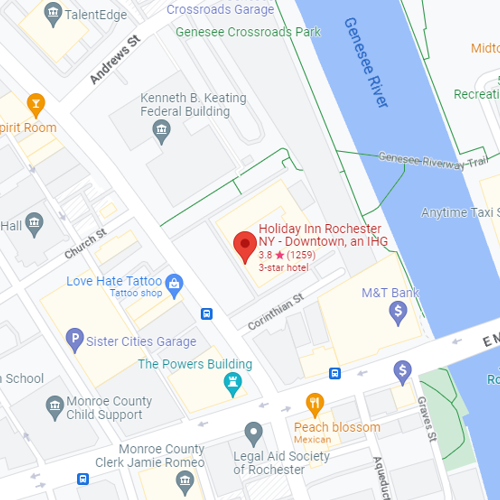 TalentEdge
Crossroads Garage
Genesee Crossroads Park
Andrews St
Genesee River
Midto
Recreati
Kenneth B. Keating
Federal Building
pirit Room
Genesee Riverway Trail
Anytime Taxi S
Hall
Church St
Holiday Inn Rochester
NY - Downtown, an IHG
3.8 ★ (1259)
3-star hotel
Love Hate Tattoo
Tattoo shop
M&T Bank
$
Corinthian St
P
Sister Cities Garage
E M
The Powers Building
Ro
School
Monroe County
Child Support
$
Peach blossom
Mexican
Graves St
Monroe County
Clerk Jamie Romeo
Legal Aid Society
of Rochester
Aqueduct